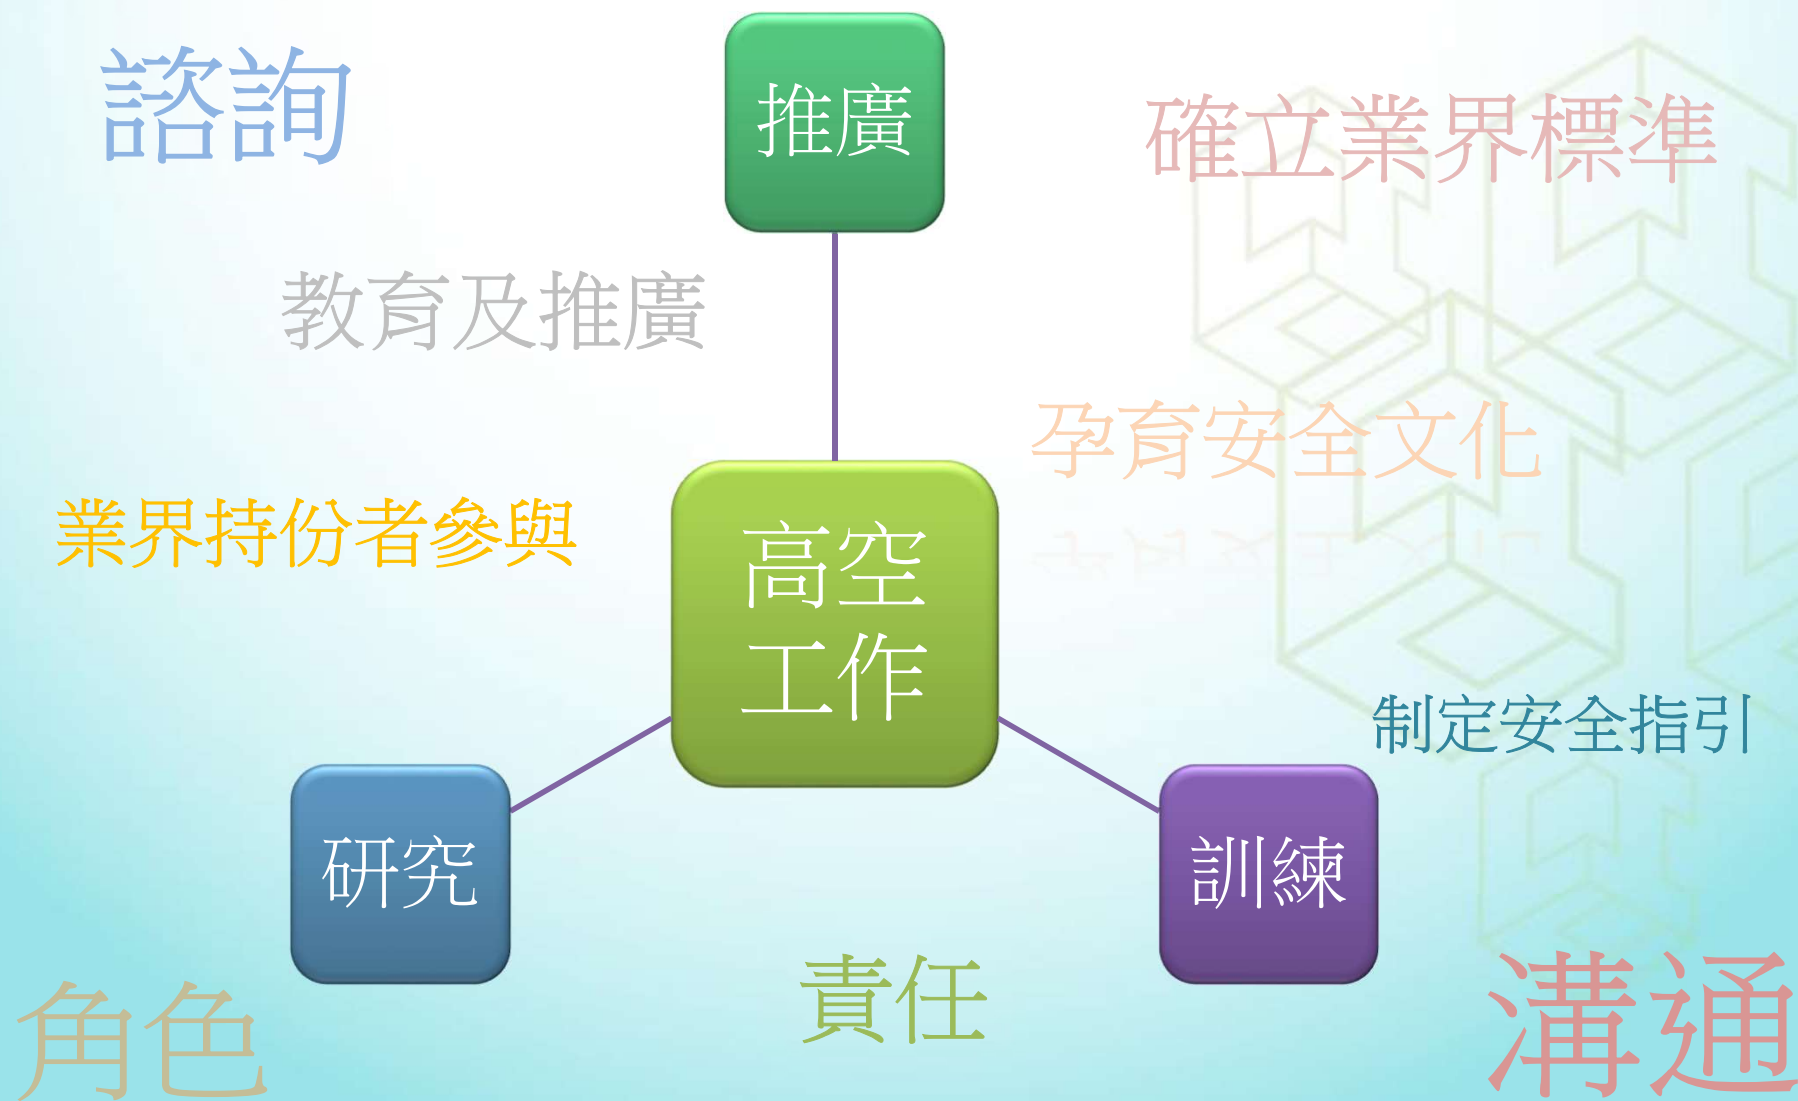 諮詢
推廣
確立業界標準
教育及推廣
孕育安全文化
業界持份者參與
高空
工作
制定安全指引
研究
訓練
責任
角色
溝通